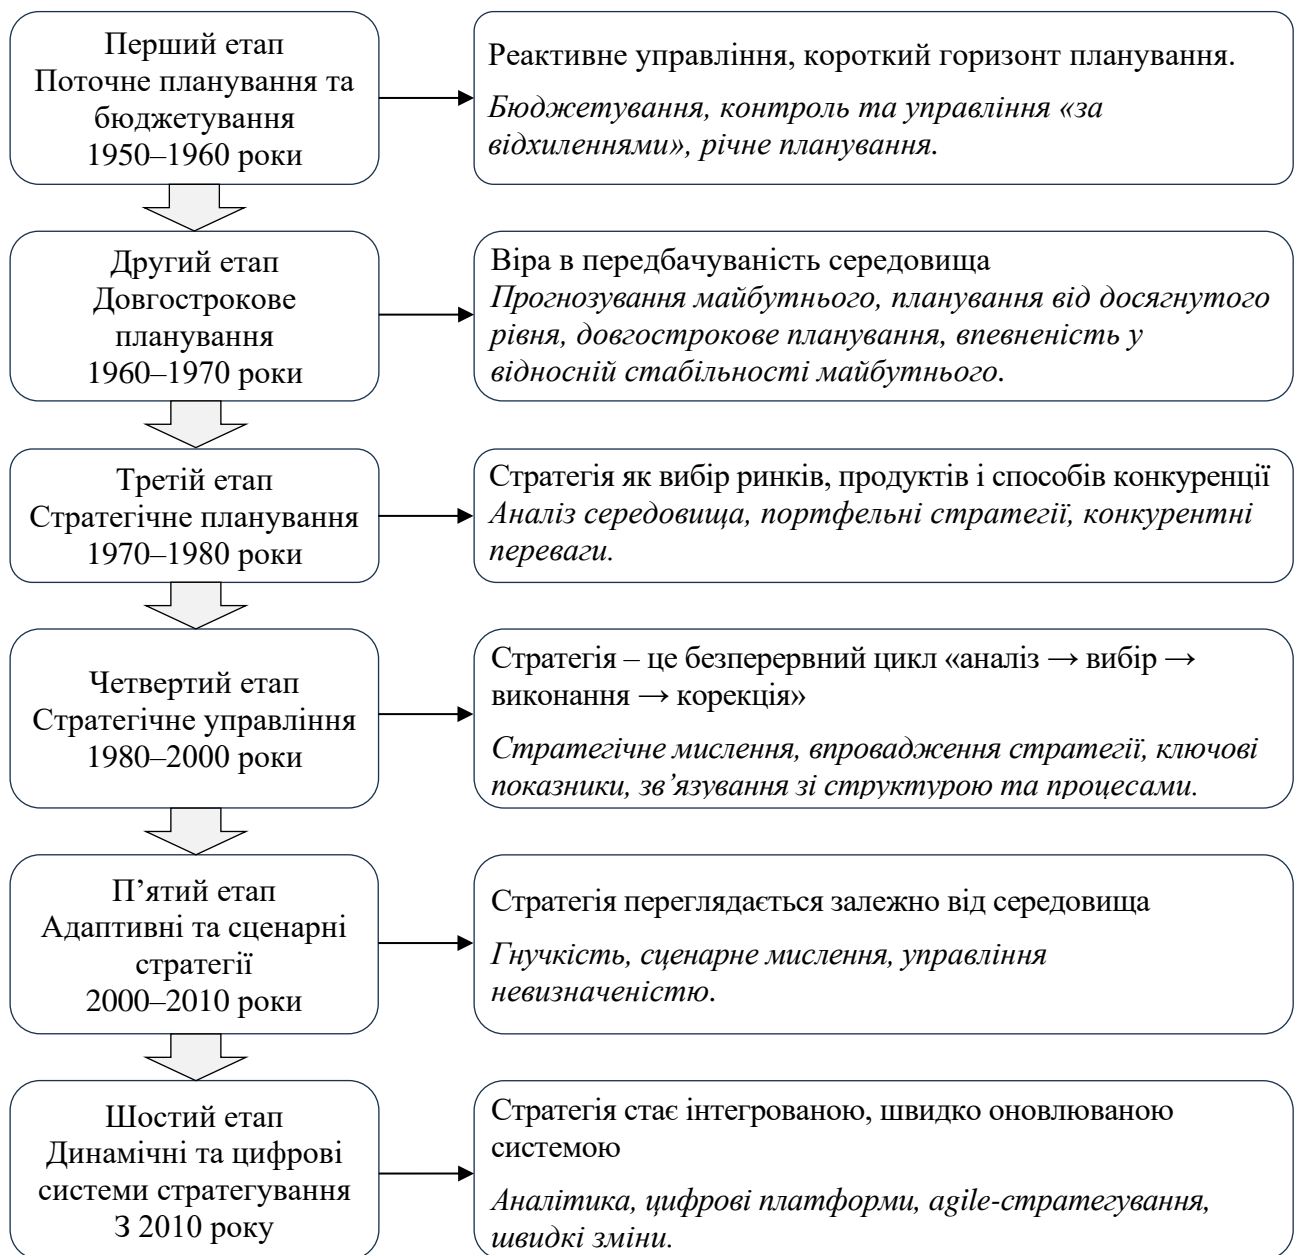 Перший етап
Поточне планування та
бюджетування
1950–1960 роки
Реактивне управління, короткий горизонт планування.
Бюджетування, контроль та управління «за
відхиленнями», річне планування.
Другий етап
Довгострокове
планування
1960–1970 роки
Віра в передбачуваність середовища
Прогнозування майбутнього, планування від досягнутого
рівня, довгострокове планування, впевненість у
відносній стабільності майбутнього.
Третій етап
Стратегічне планування
1970–1980 роки
Стратегія як вибір ринків, продуктів і способів конкуренції
Аналіз середовища, портфельні стратегії, конкурентні
переваги.
Четвертий етап
Стратегічне управління
1980–2000 роки
Стратегія – це безперервний цикл «аналіз → вибір →
виконання → корекція»
Стратегічне мислення, впровадження стратегії, ключові
показники, зв’язування зі структурою та процесами.
П’ятий етап
Адаптивні та сценарні
стратегії
2000–2010 роки
Стратегія переглядається залежно від середовища
Гнучкість, сценарне мислення, управління
невизначеністю.
Шостий етап
Динамічні та цифрові
системи стратегування
З 2010 року
Стратегія стає інтегрованою, швидко оновлюваною
системою
Аналітика, цифрові платформи, agile-стратегування,
швидкі зміни.